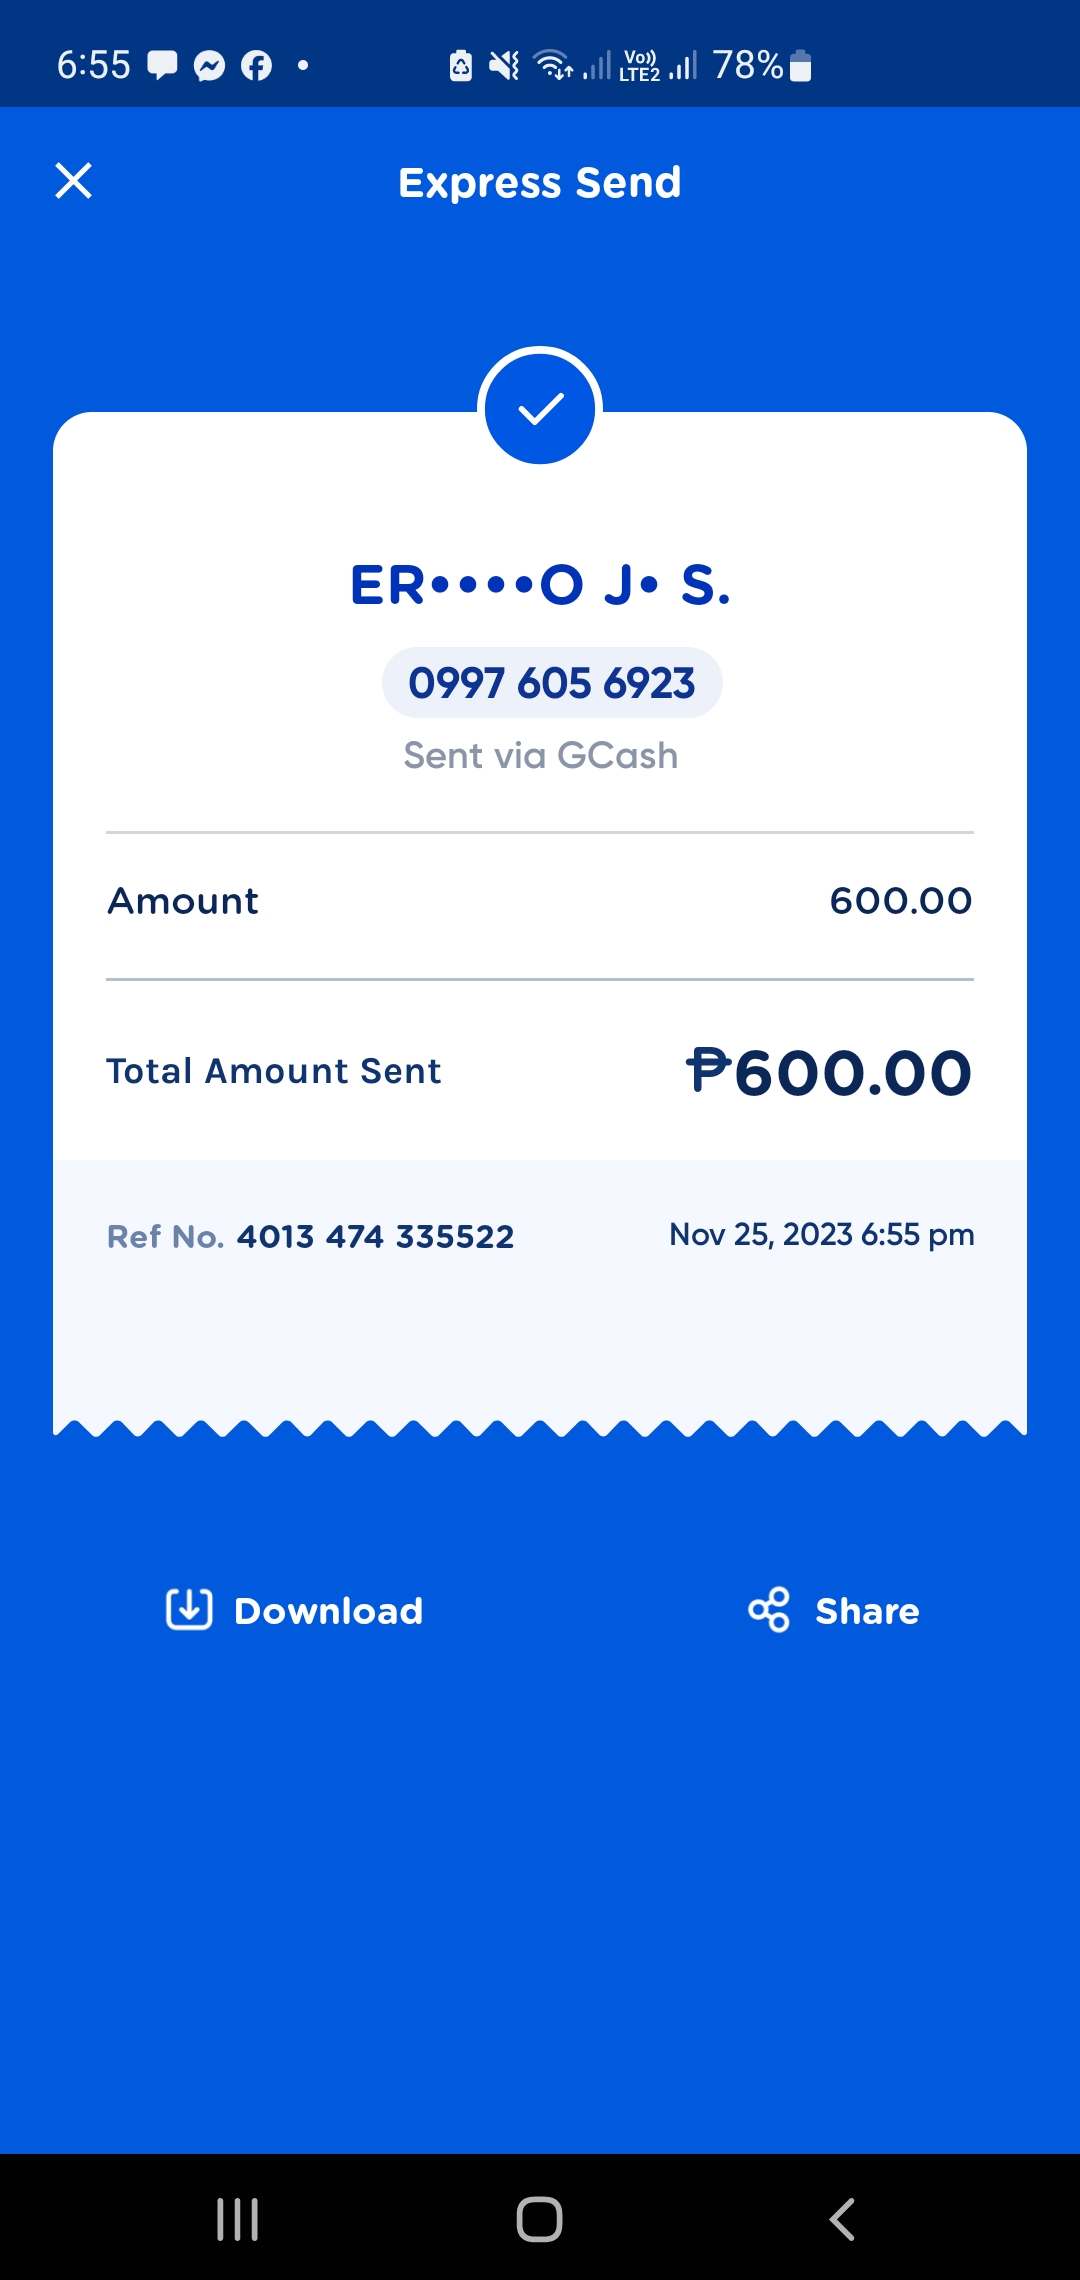 6:55 Vo)) LTE2 78%
Express Send
ER••••O J• S.
0997 605 6923
Sent via GCash
Amount 600.00
Total Amount Sent ₱600.00
Ref No. 4013 474 335522 Nov 25, 2023 6:55 pm
Download Share